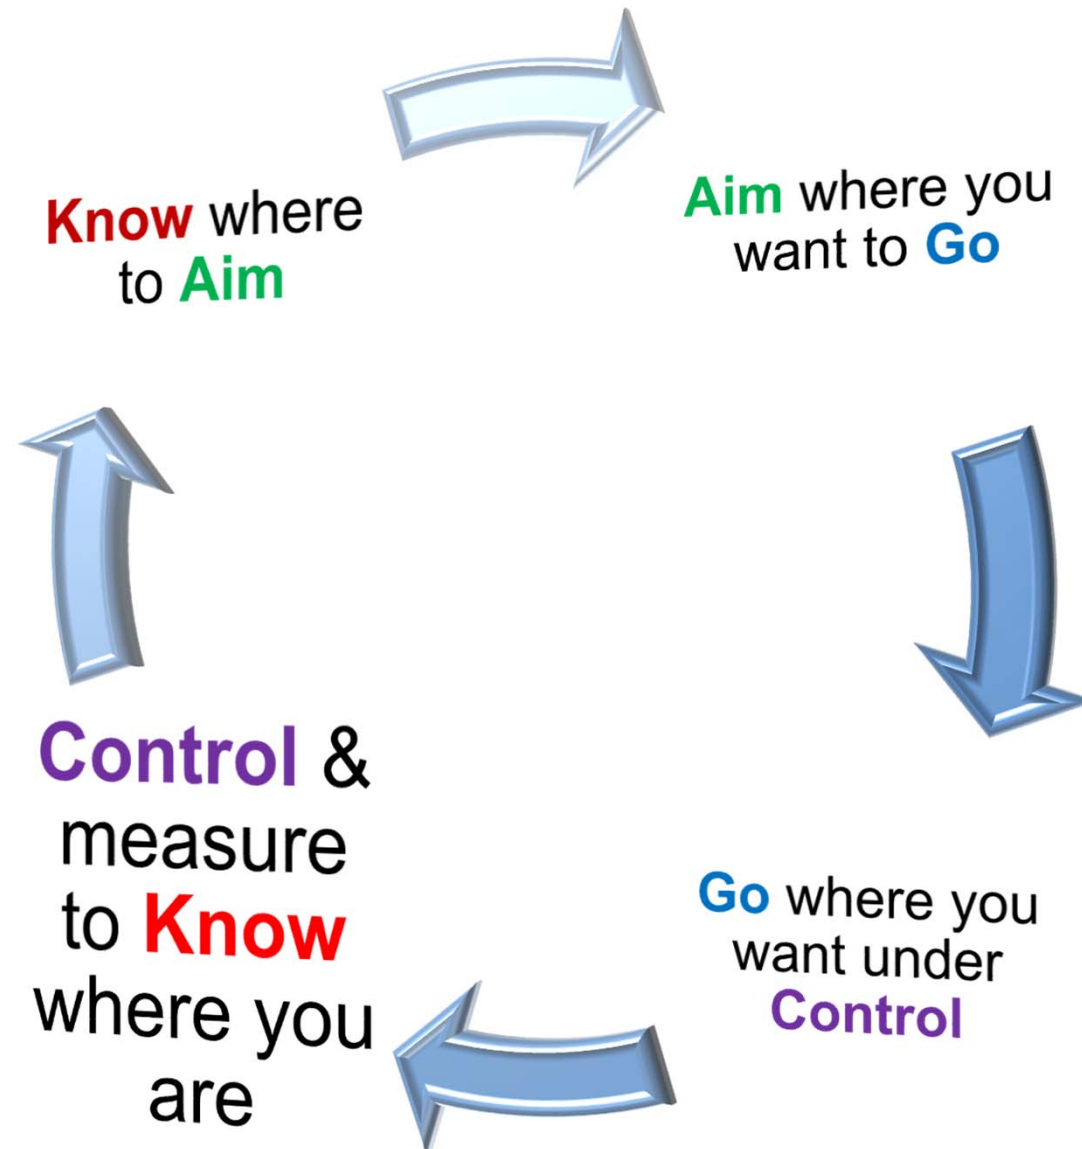 Know where
to Aim
Aim where you
want to Go
Go where you
want under
Control
Control &
measure
to Know
where you
are